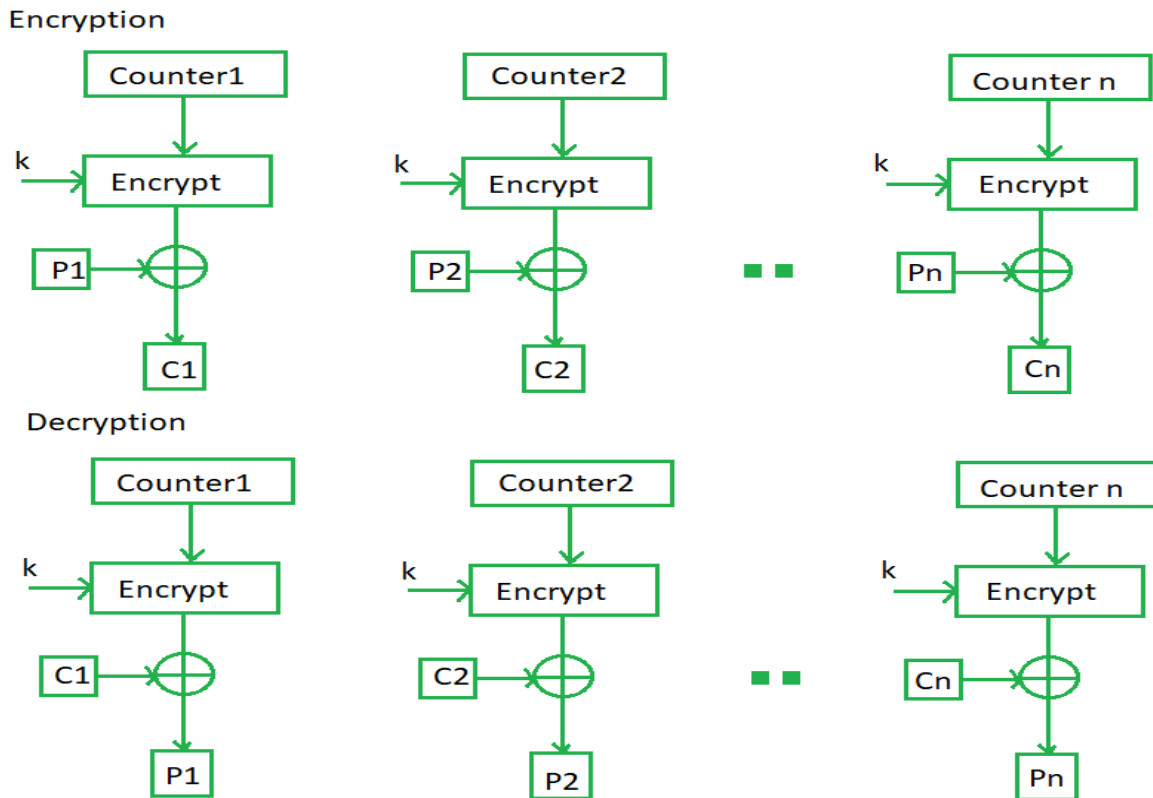 Encryption
Counter1 Counter2 Counter n
k Encrypt k Encrypt k Encrypt
P1 P2 Pn
C1 C2 Cn
Decryption
Counter1 Counter2 Counter n
k Encrypt k Encrypt k Encrypt
C1 C2 Cn
P1 P2 Pn